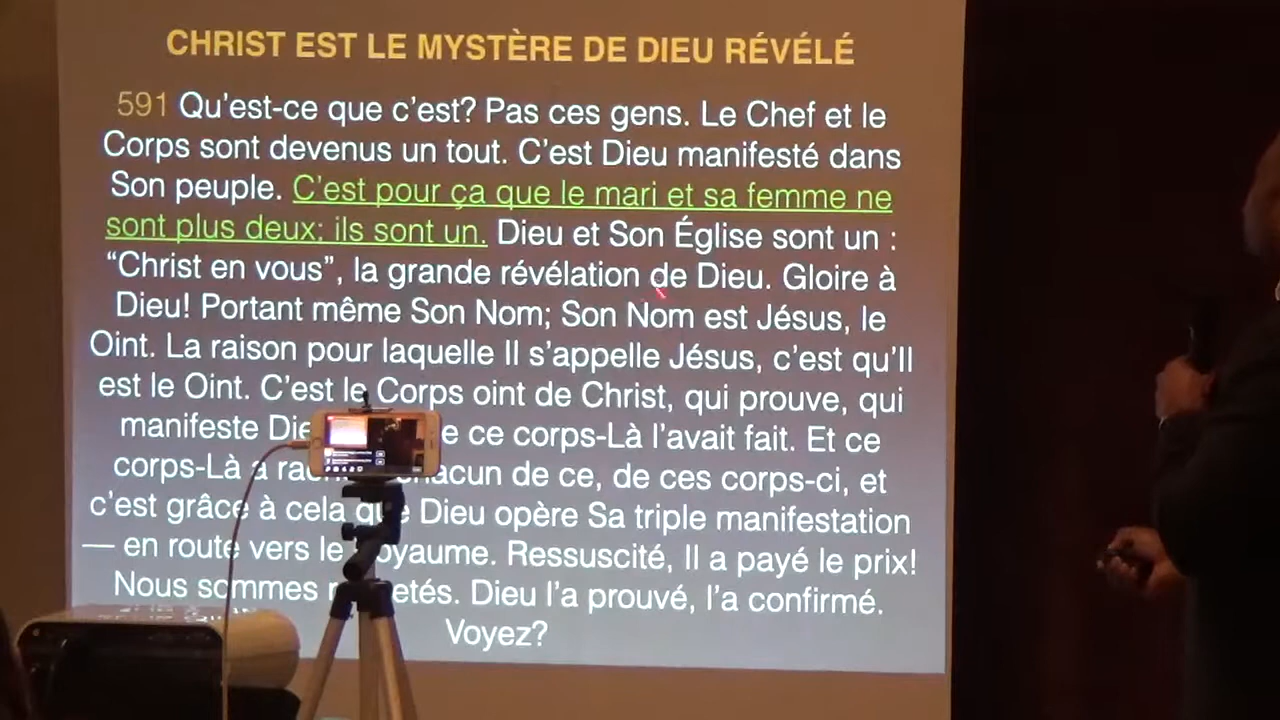 CHRIST EST LE MYSTÈRE DE DIEU RÉVÉLÉ
591 Qu'est-ce que c'est? Pas ces gens. Le Chef et le
Corps sont devenus un tout. C'est Dieu manifesté dans
Son peuple. C'est pour ça que le mari et sa femme ne
sont plus deux: ils sont un. Dieu et Son Église sont un :
“Christ en vous”, la grande révélation de Dieu. Gloire à
Dieu! Portant même Son Nom; Son Nom est Jésus, le
Oint. La raison pour laquelle Il s'appelle Jésus, c'est qu'Il
est le Oint. C'est le Corps oint de Christ, qui prouve, qui
manifeste ce corps-Là l'avait fait. Et ce
corps-Là a de ce, de ces corps-ci, et
c'est grâce à cela que Dieu opère Sa triple manifestation
— en route vers le Royaume. Ressuscité, Il a payé le prix!
Nous sommes Dieu l'a prouvé, l'a confirmé.
Voyez?